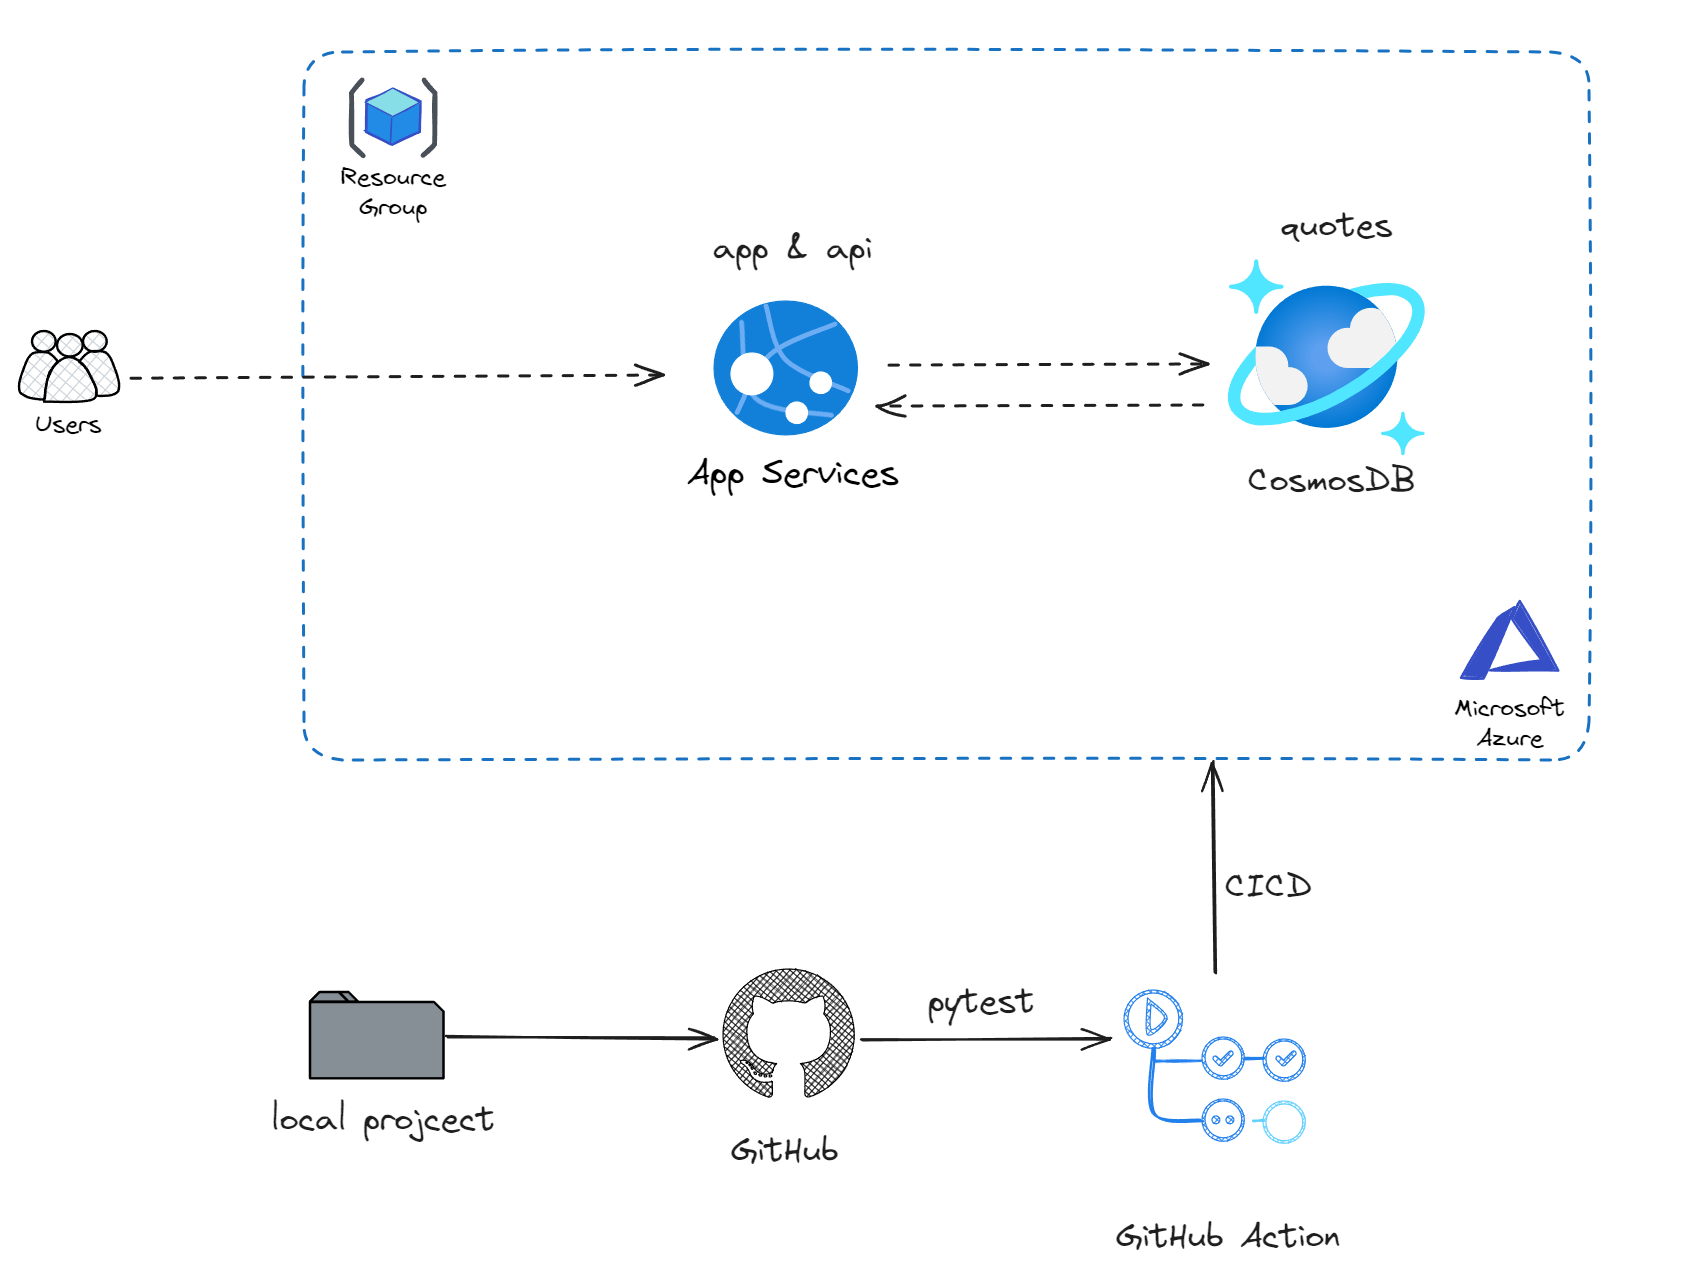 Resource
Group
quotes
app & api
Users
App Services
CosmosDB
Microsoft
Azure
CICD
pytest
local projcect
GitHub
GitHub Action